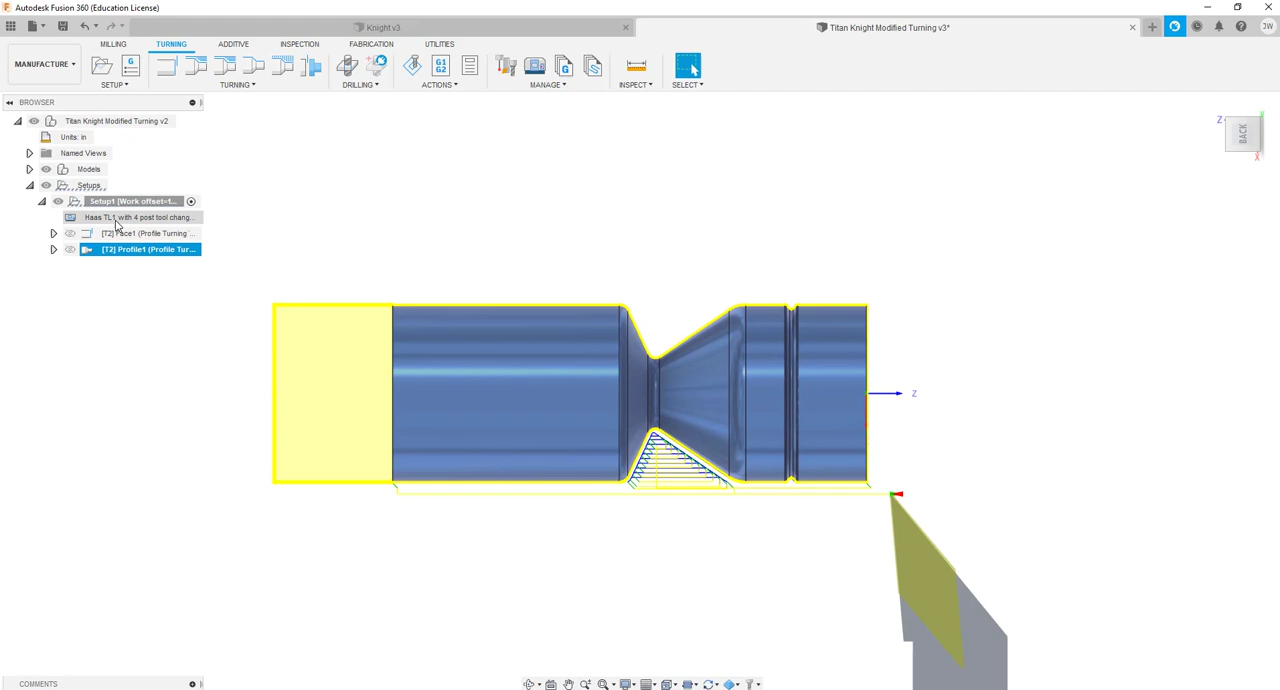 Autodesk Fusion 360 (Education License)
Knight v3
Titan Knight Modified Turning v3*
JW
MILLING
TURNING
ADDITIVE
INSPECTION
FABRICATION
UTILITIES
MANUFACTURE
G
G1
G2
G
SETUP
TURNING
DRILLING
ACTIONS
MANAGE
INSPECT
SELECT
BROWSER
Titan Knight Modified Turning v2
Units: in
Named Views
Models
Setups
Setup1 [Work offset=1...
Haas TL1 with 4 post tool chang...
[T2] Face1 (Profile Turning ...
[T2] Profile1 (Profile Tur...
Z
BACK
X
Z
COMMENTS